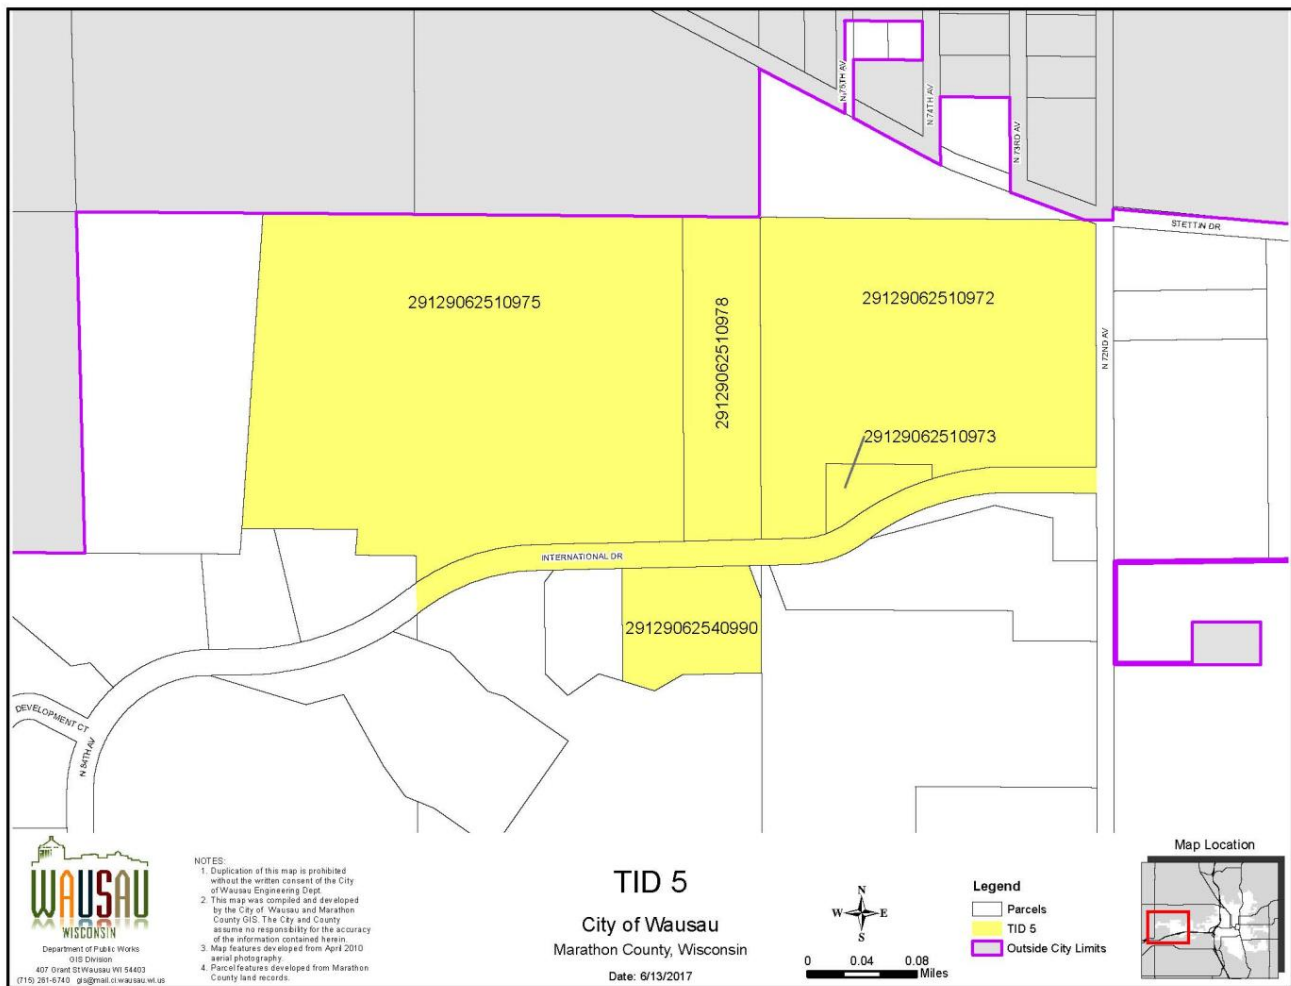 N 75TH AV
N 74TH AV
N 73RD AV
STETTIN DR
29129062510975
29129062510978
29129062510972
N 72ND AV
29129062510973
INTERNATIONAL DR
29129062540990
DEVELOPMENT CT
N 84TH AV
WAUSAU
WISCONSIN
Department of Public Works
GIS Division
407 Grant St Wausau WI 54403
(715) 261-6740 gis@mail.ci.wausau.wi.us
NOTES:
1. Duplication of this map is prohibited
without the written consent of the City
of Wausau Engineering Dept.
2. This map was compiled and developed
by the City of Wausau and Marathon
County GIS. The City and County
assume no responsibility for the accuracy
of the information contained herein.
3. Map features developed from April 2010
aerial photography.
4. Parcel features developed from Marathon
County land records.
TID 5
City of Wausau
Marathon County, Wisconsin
Date: 6/13/2017
N
W E
S
0 0.04 0.08
Miles
Legend
Parcels
TID 5
Outside City Limits
Map Location